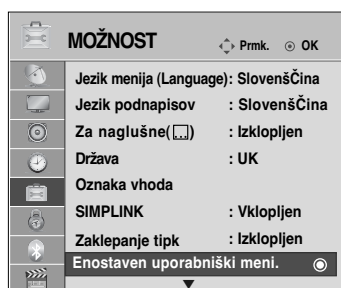 MOŽNOST Prmk. OK
Jezik menija (Language): SlovenšČina
Jezik podnapisov : SlovenšČina
Za naglušne(...) : Izklopljen
Država : UK
Oznaka vhoda
SIMPLINK : Vklopljen
Zaklepanje tipk : Izklopljen
Enostaven uporabniški meni.